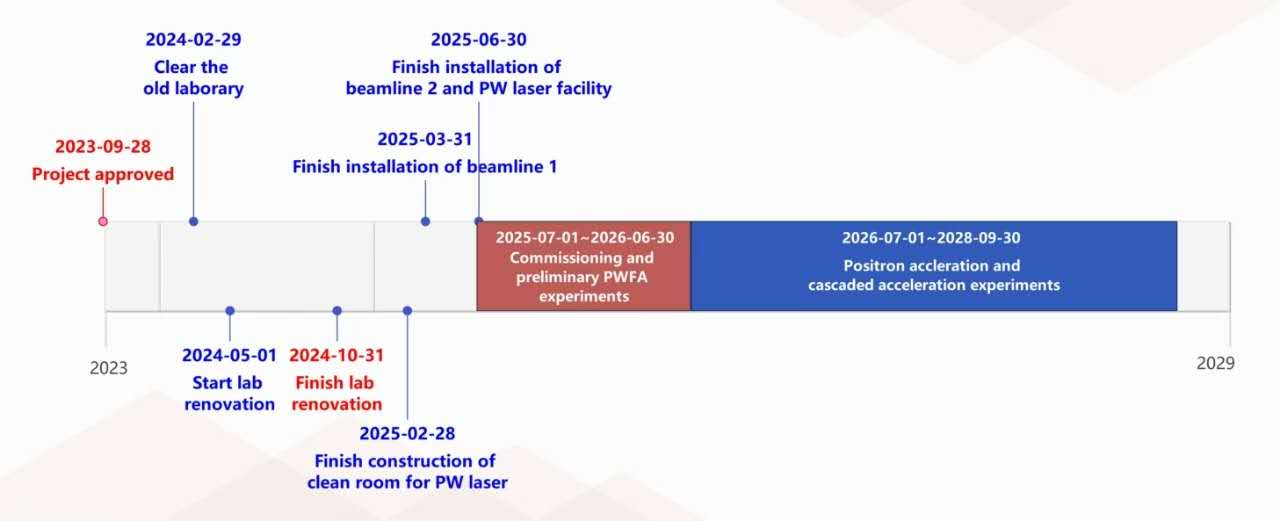 2024-02-29
Clear the
old laborary
2025-06-30
Finish installation of
beamline 2 and PW laser facility
2023-09-28
Project approved
2025-03-31
Finish installation of beamline 1
2025-07-01~2026-06-30
Commissioning and
preliminary PWFA
experiments
2026-07-01~2028-09-30
Positron accleration and
cascaded acceleration experiments
2023
2029
2024-05-01
Start lab
renovation
2024-10-31
Finish lab
renovation
2025-02-28
Finish construction of
clean room for PW laser